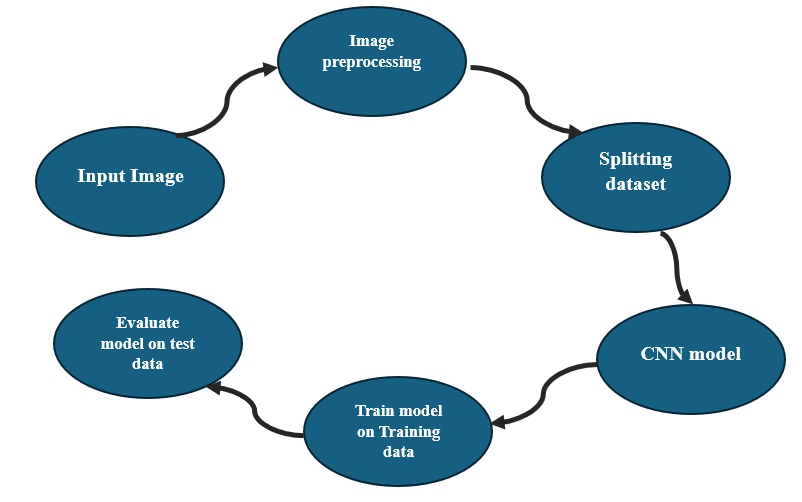 Input Image
Image
preprocessing
Splitting
dataset
CNN model
Train model
on Training
data
Evaluate
model on test
data